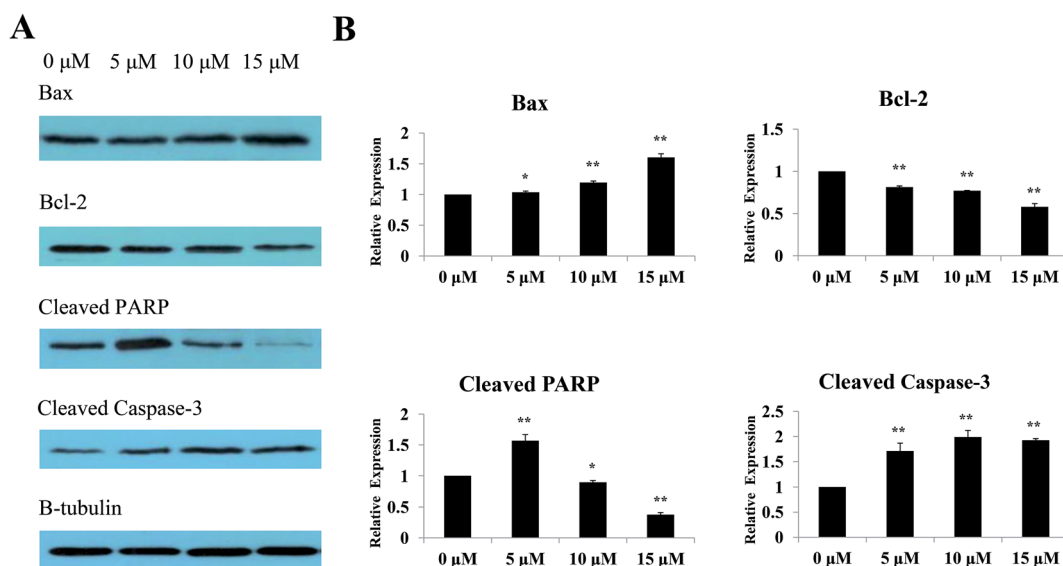 A
0 μM 5 μM 10 μM 15 μM
Bax
Bcl-2
Cleaved PARP
Cleaved Caspase-3
B-tubulin
B
Bax
Relative Expression
2
1.5
1
0.5
0
*
**
**
0 μM 5 μM 10 μM 15 μM
Bcl-2
Relative Expression
1.5
1
0.5
0
**
**
**
0 μM 5 μM 10 μM 15 μM
Cleaved PARP
Relative Expression
2
1.5
1
0.5
0
**
*
**
0 μM 5 μM 10 μM 15 μM
Cleaved Caspase-3
Relative Expression
2.5
2
1.5
1
0.5
0
**
**
**
0 μM 5 μM 10 μM 15 μM